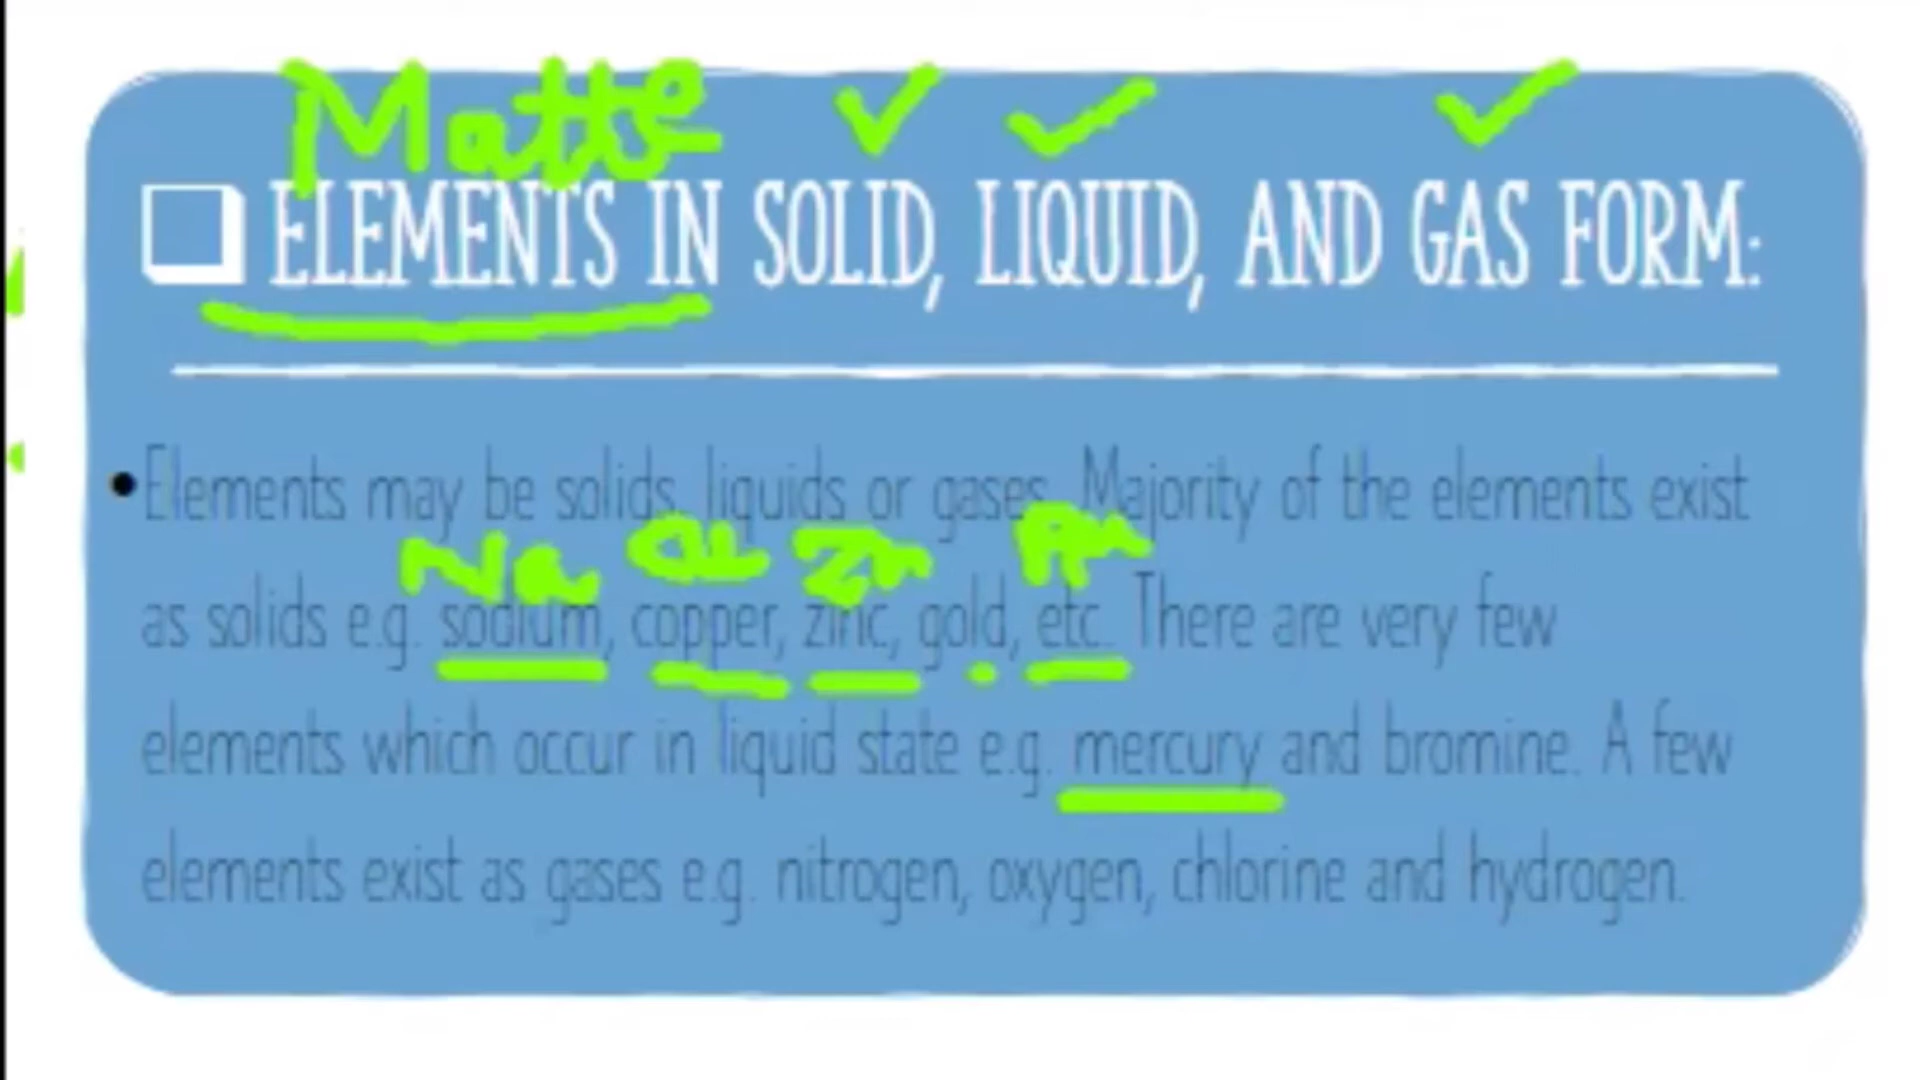 Matte
ELEMENTS IN SOLID, LIQUID, AND GAS FORM:
Elements may be solids, liquids or gases. Majority of the elements exist
Na Cu Zn Au
as solids e.g. sodium, copper, zinc, gold, etc. There are very few
elements which occur in liquid state e.g. mercury and bromine. A few
elements exist as gases e.g. nitrogen, oxygen, chlorine and hydrogen.